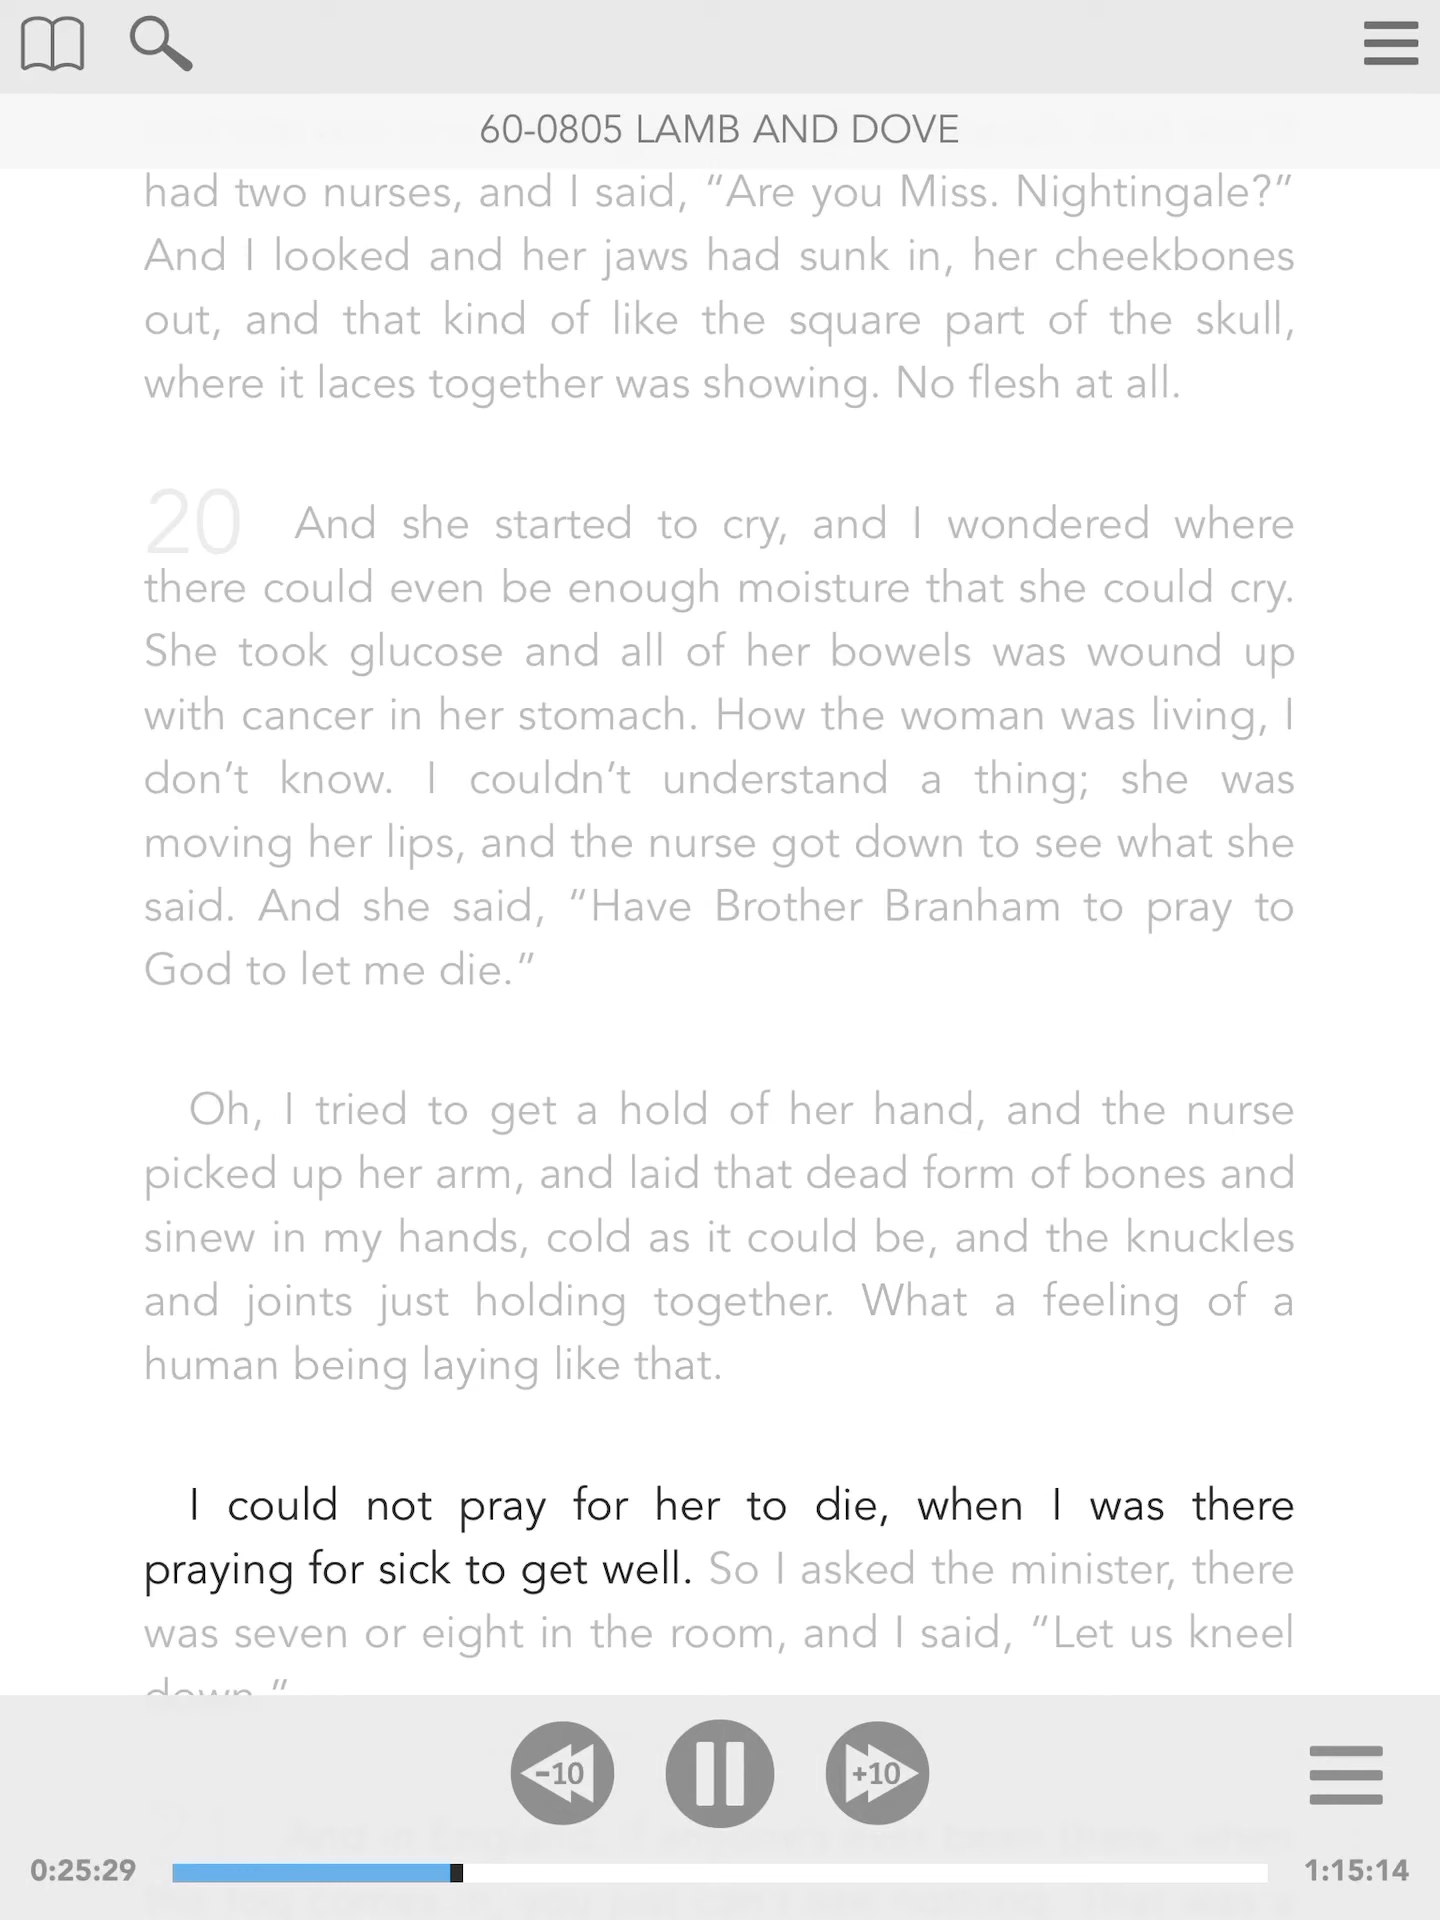 60-0805 LAMB AND DOVE
had two nurses, and I said, “Are you Miss. Nightingale?”
And I looked and her jaws had sunk in, her cheekbones
out, and that kind of like the square part of the skull,
where it laces together was showing. No flesh at all.
20 And she started to cry, and I wondered where
there could even be enough moisture that she could cry.
She took glucose and all of her bowels was wound up
with cancer in her stomach. How the woman was living, I
don’t know. I couldn’t understand a thing; she was
moving her lips, and the nurse got down to see what she
said. And she said, “Have Brother Branham to pray to
God to let me die.”
Oh, I tried to get a hold of her hand, and the nurse
picked up her arm, and laid that dead form of bones and
sinew in my hands, cold as it could be, and the knuckles
and joints just holding together. What a feeling of a
human being laying like that.
I could not pray for her to die, when I was there
praying for sick to get well. So I asked the minister, there
was seven or eight in the room, and I said, “Let us kneel
down.”
-10
+10
0:25:29
1:15:14